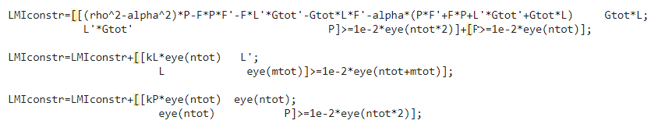 LMIconstr=[[(rho^2-alpha^2)*P-F*P*F'-F*L'*Gtot'-Gtot*L*F'-alpha*(P*F'+F*P+L'*Gtot'+Gtot*L) Gtot*L;
L'*Gtot' P]>=1e-2*eye(ntot*2)]+[P>=1e-2*eye(ntot)];
LMIconstr=LMIconstr+[[kL*eye(ntot) L';
L eye(mtot)]>=1e-2*eye(ntot+mtot)];
LMIconstr=LMIconstr+[[kP*eye(ntot) eye(ntot);
eye(ntot) P]>=1e-2*eye(ntot*2)];